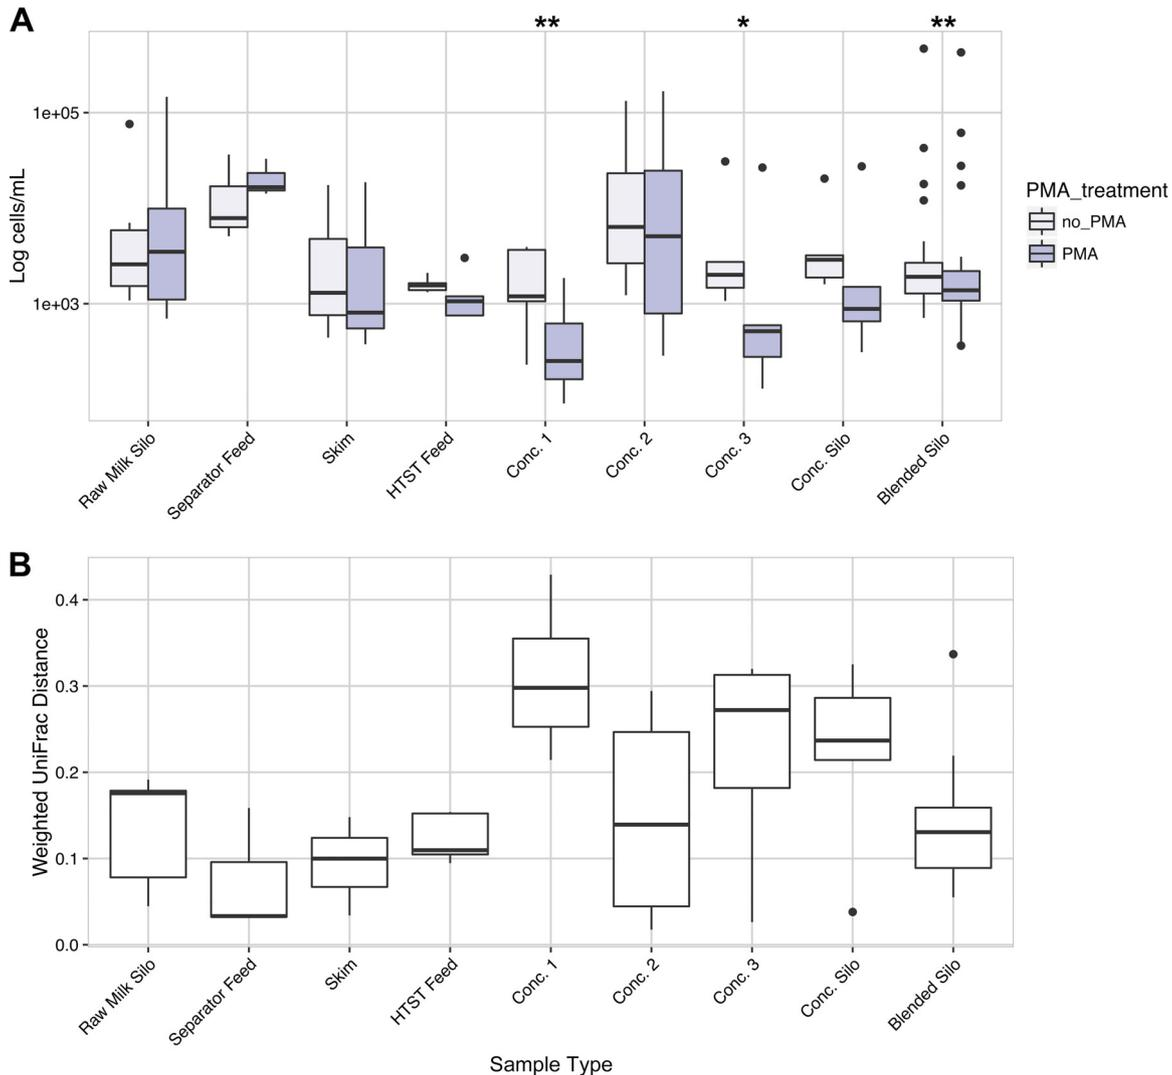 A
** * **
1e+05
1e+03
Log cells/mL
PMA_treatment
no_PMA
PMA
Raw Milk Silo
Separator Feed
Skim
HTST Feed
Conc. 1
Conc. 2
Conc. 3
Conc. Silo
Blended Silo
B
0.4
0.3
0.2
0.1
0.0
Weighted UniFrac Distance
Raw Milk Silo
Separator Feed
Skim
HTST Feed
Conc. 1
Conc. 2
Conc. 3
Conc. Silo
Blended Silo
Sample Type